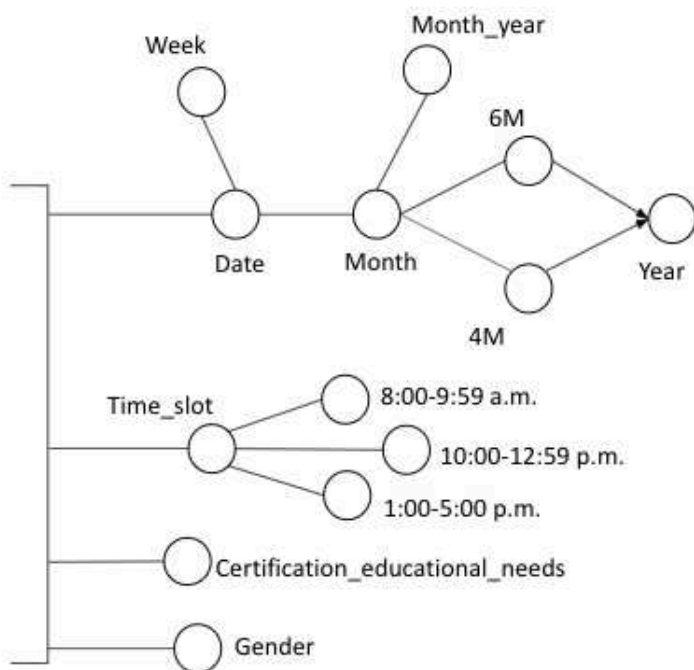 Month_year
Week
6M
Date
Month
Year
4M
Time_slot
8:00-9:59 a.m.
10:00-12:59 p.m.
1:00-5:00 p.m.
Certification_educational_needs
Gender